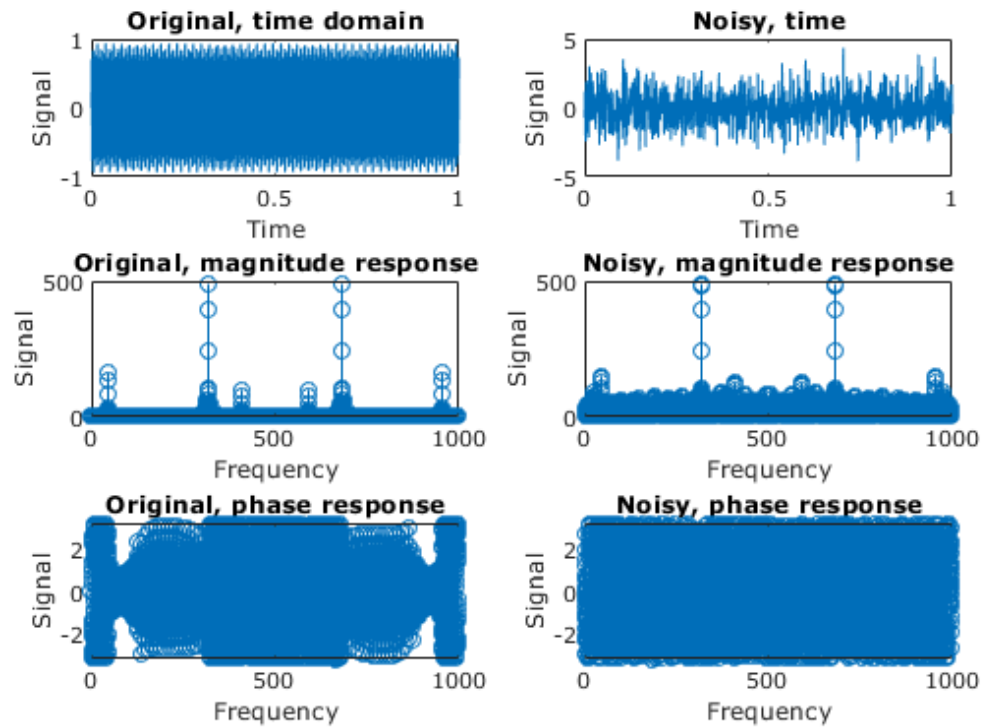 Original, time domain
1
0
-1
Signal
0 0.5 1
Time
Noisy, time
5
0
-5
Signal
0 0.5 1
Time
Original, magnitude response
500
0
Signal
0 500 1000
Frequency
Noisy, magnitude response
500
0
Signal
0 500 1000
Frequency
Original, phase response
2
0
-2
Signal
0 500 1000
Frequency
Noisy, phase response
2
0
-2
Signal
0 500 1000
Frequency